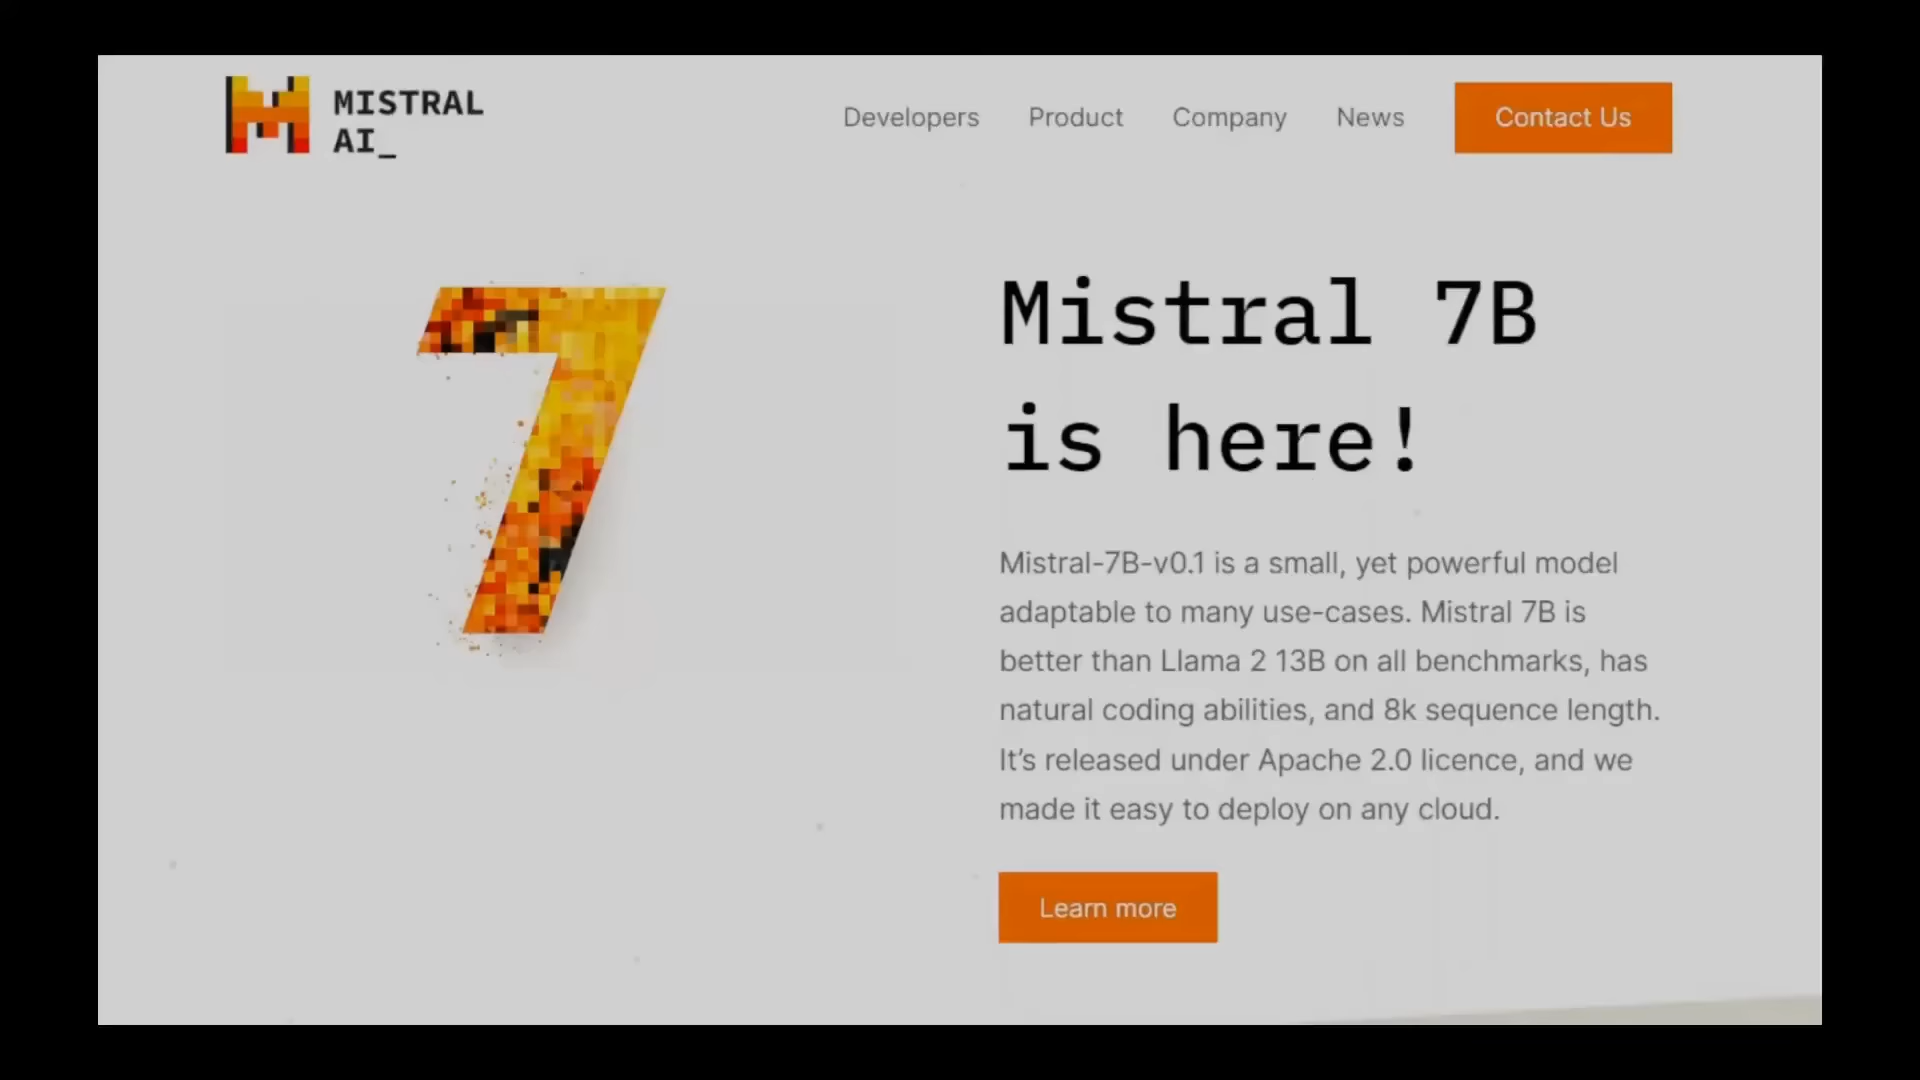 MISTRAL
AI_
Developers
Product
Company
News
Contact Us
Mistral 7B
is here!
Mistral-7B-v0.1 is a small, yet powerful model
adaptable to many use-cases. Mistral 7B is
better than Llama 2 13B on all benchmarks, has
natural coding abilities, and 8k sequence length.
It’s released under Apache 2.0 licence, and we
made it easy to deploy on any cloud.
Learn more
7